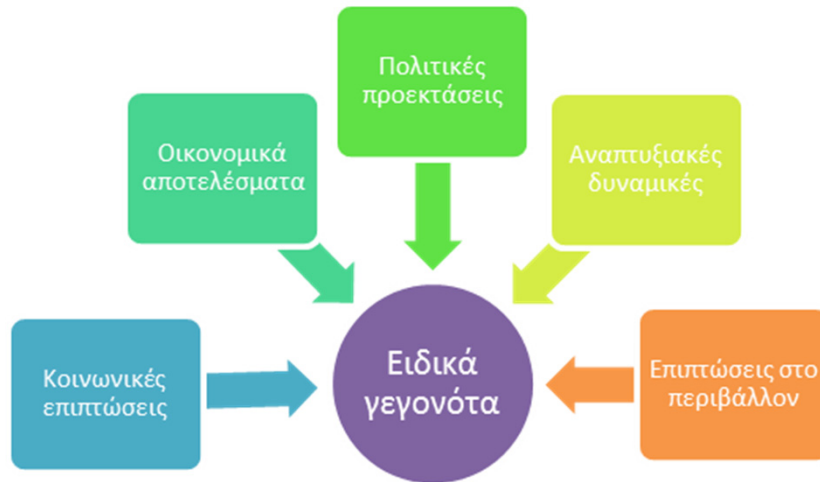 Πολιτικές
προεκτάσεις
Οικονομικά
αποτελέσματα
Αναπτυξιακές
δυναμικές
Κοινωνικές
επιπτώσεις
Ειδικά
γεγονότα
Επιπτώσεις στο
περιβάλλον